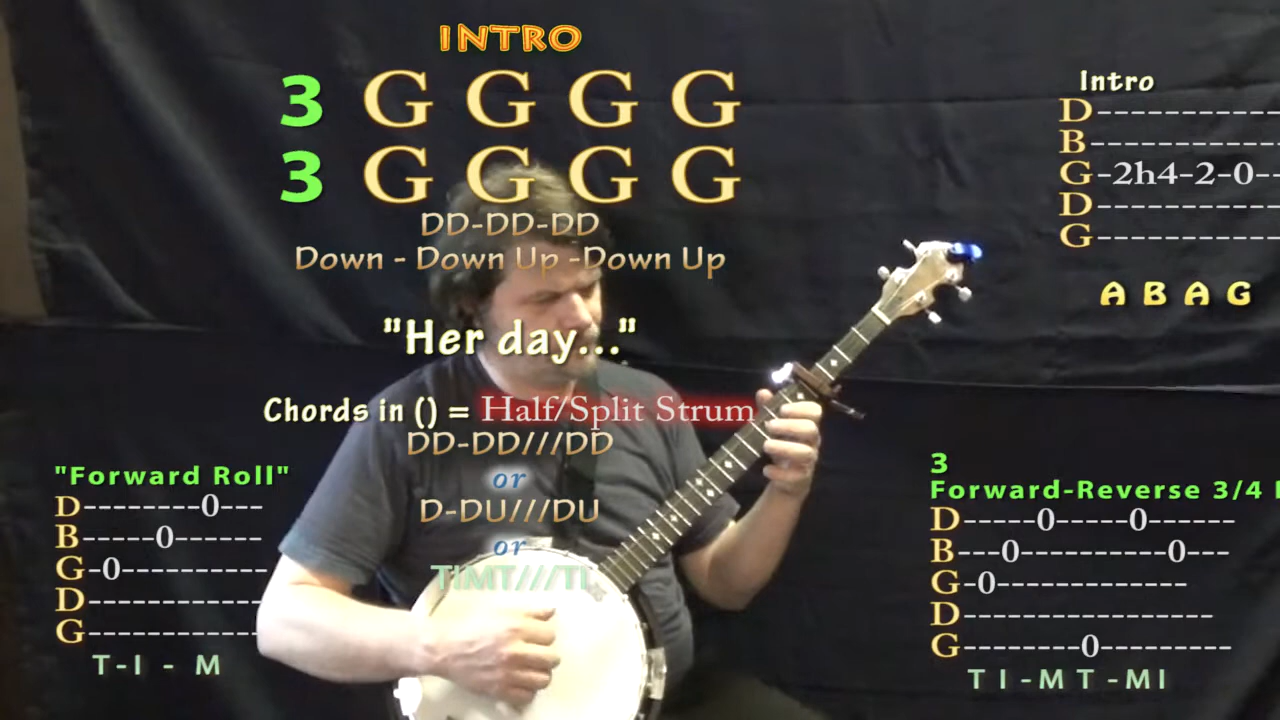 INTRO
3 G G G G
3 G G G G
DD-DD-DD
Down - Down Up -Down Up
"Her day..."
Chords in () = Half/Split Strum
DD-DD///DD
or
D-DU///DU
or
TIMT///TI
Intro
D------------
B------------
G-2h4-2-0--
D------------
G------------
A B A G
"Forward Roll"
D--------0---
B-----0------
G-0----------
D------------
G------------
T-I - M
3
Forward-Reverse 3/4
D-----0-----0------
B---0----------0---
G-0---------------
D------------------
G--------0---------
T I -M T -MI